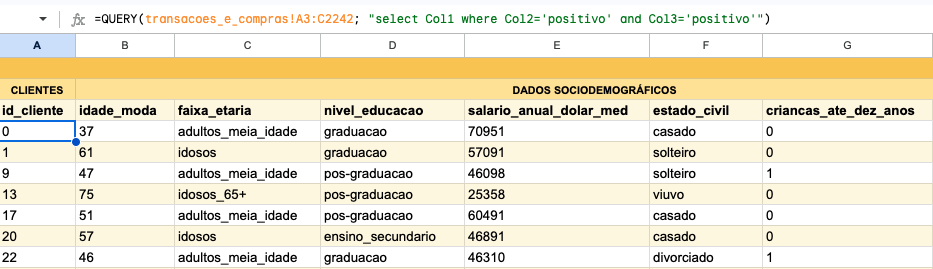 fx =QUERY(transacoes_e_compras!A3:C2242; "select Col1 where Col2='positivo' and Col3='positivo'")
A B C D E F G
CLIENTES DADOS SOCIODEMOGRÁFICOS
id_cliente idade_moda faixa_etaria nivel_educacao salario_anual_dolar_med estado_civil criancas_ate_dez_anos
0 37 adultos_meia_idade graduacao 70951 casado 0
1 61 idosos graduacao 57091 solteiro 0
9 47 adultos_meia_idade pos-graduacao 46098 solteiro 1
13 75 idosos_65+ pos-graduacao 25358 viuvo 0
17 51 adultos_meia_idade pos-graduacao 60491 casado 0
20 57 idosos ensino_secundario 46891 casado 0
22 46 adultos_meia_idade graduacao 46310 divorciado 1